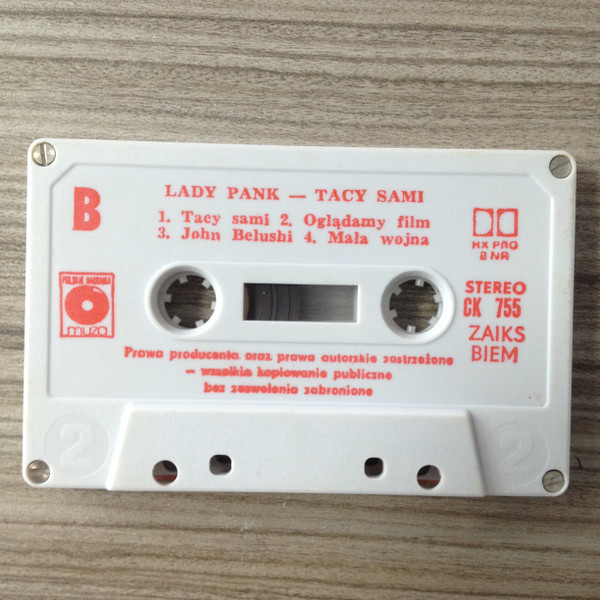 B
LADY PANK — TACY SAMI
1. Tacy sami 2. Oglądamy film
3. John Belushi 4. Mała wojna
HX PRO
B NR
POLSKIE NAGRANIA
muza
STEREO
CK 755
ZAIKS
BIEM
Prawa producenta oraz prawa autorskie zastrzeżone
— wszelkie kopiowanie publiczne
bez zezwolenia zabronione
2 2